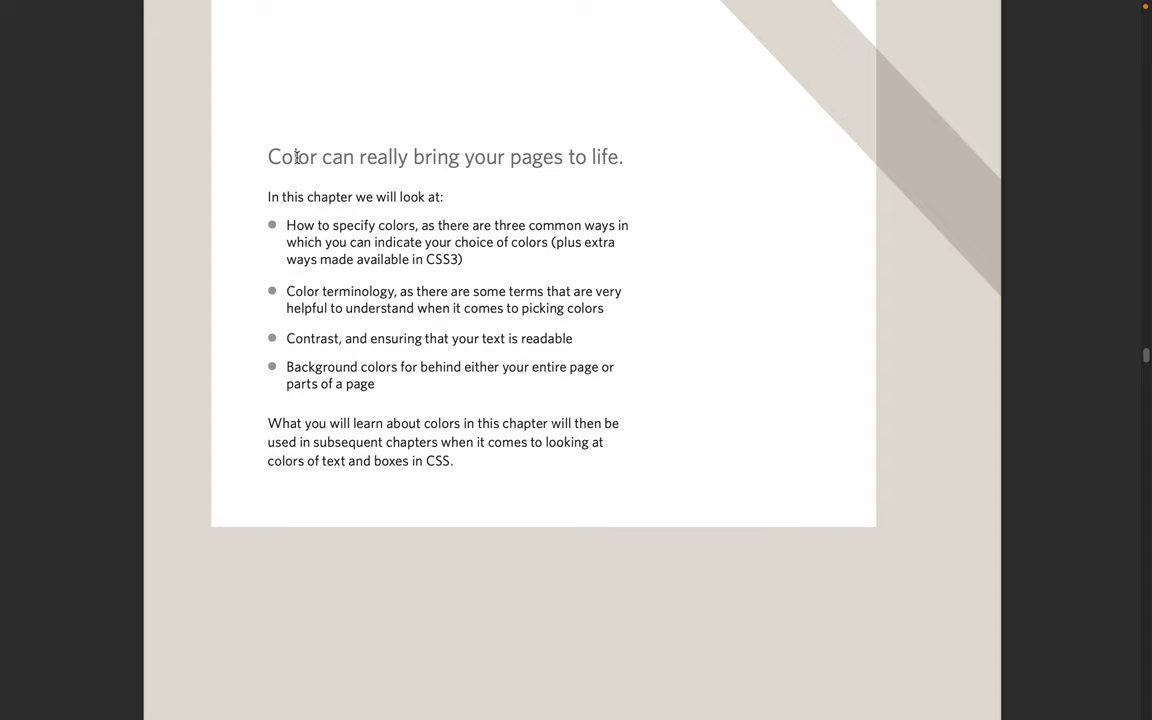 Color can really bring your pages to life.
In this chapter we will look at:
How to specify colors, as there are three common ways in
which you can indicate your choice of colors (plus extra
ways made available in CSS3)
Color terminology, as there are some terms that are very
helpful to understand when it comes to picking colors
Contrast, and ensuring that your text is readable
Background colors for behind either your entire page or
parts of a page
What you will learn about colors in this chapter will then be
used in subsequent chapters when it comes to looking at
colors of text and boxes in CSS.